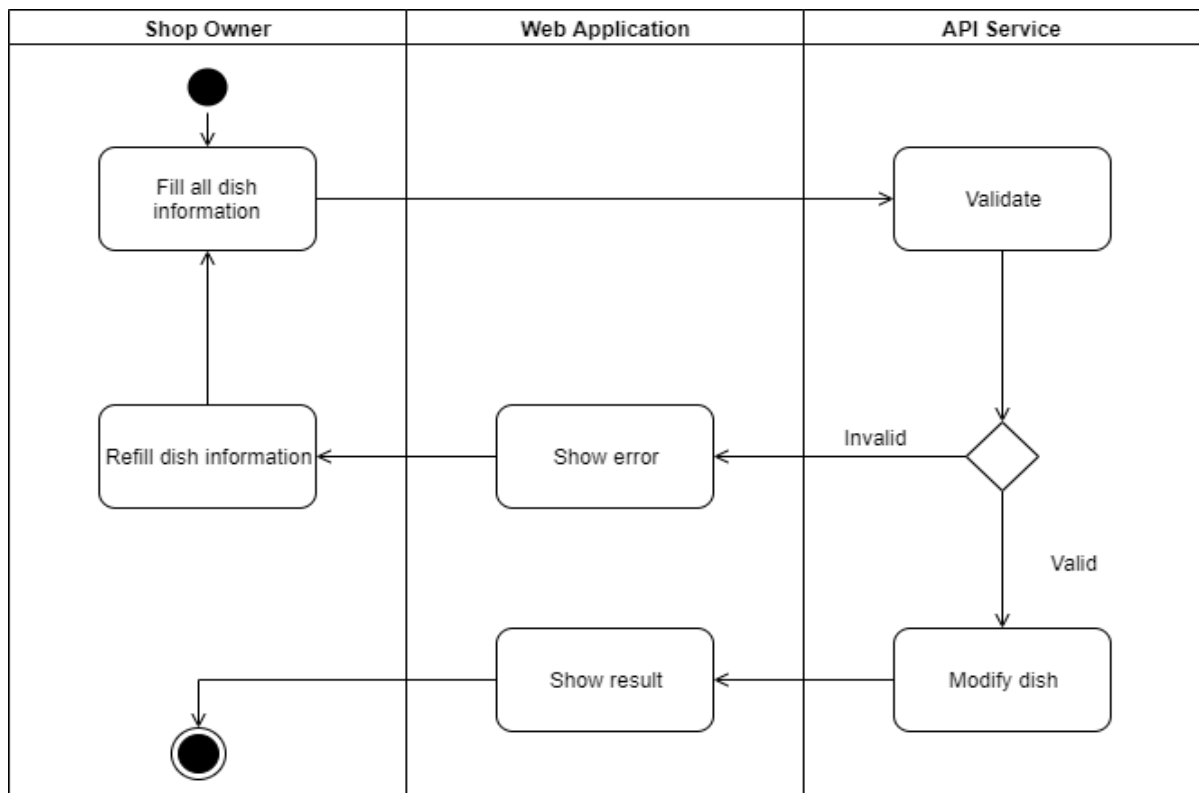 Shop Owner
Web Application
API Service
Fill all dish
information
Validate
Refill dish information
Show error
Invalid
Valid
Show result
Modify dish